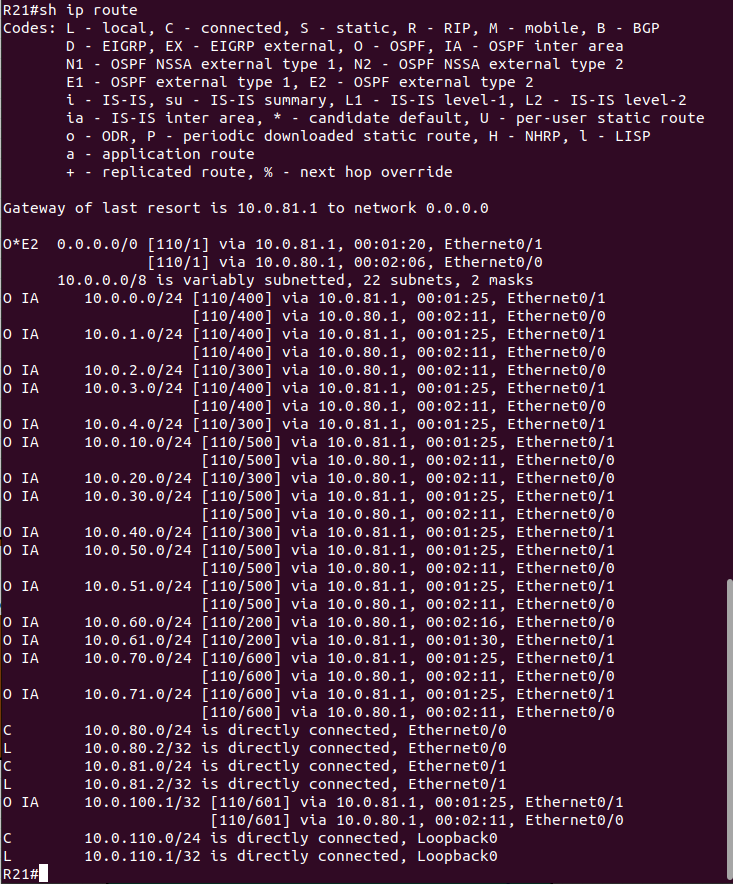 R21#sh ip route
Codes: L - local, C - connected, S - static, R - RIP, M - mobile, B - BGP
       D - EIGRP, EX - EIGRP external, O - OSPF, IA - OSPF inter area
       N1 - OSPF NSSA external type 1, N2 - OSPF NSSA external type 2
       E1 - OSPF external type 1, E2 - OSPF external type 2
       i - IS-IS, su - IS-IS summary, L1 - IS-IS level-1, L2 - IS-IS level-2
       ia - IS-IS inter area, * - candidate default, U - per-user static route
       o - ODR, P - periodic downloaded static route, H - NHRP, l - LISP
       a - application route
       + - replicated route, % - next hop override

Gateway of last resort is 10.0.81.1 to network 0.0.0.0

O*E2  0.0.0.0/0 [110/1] via 10.0.81.1, 00:01:20, Ethernet0/1
                [110/1] via 10.0.80.1, 00:02:06, Ethernet0/0
      10.0.0.0/8 is variably subnetted, 22 subnets, 2 masks
O IA     10.0.0.0/24 [110/400] via 10.0.81.1, 00:01:25, Ethernet0/1
                     [110/400] via 10.0.80.1, 00:02:11, Ethernet0/0
O IA     10.0.1.0/24 [110/400] via 10.0.81.1, 00:01:25, Ethernet0/1
                     [110/400] via 10.0.80.1, 00:02:11, Ethernet0/0
O IA     10.0.2.0/24 [110/300] via 10.0.80.1, 00:02:11, Ethernet0/0
O IA     10.0.3.0/24 [110/400] via 10.0.81.1, 00:01:25, Ethernet0/1
                     [110/400] via 10.0.80.1, 00:02:11, Ethernet0/0
O IA     10.0.4.0/24 [110/300] via 10.0.81.1, 00:01:25, Ethernet0/1
O IA     10.0.10.0/24 [110/500] via 10.0.81.1, 00:01:25, Ethernet0/1
                      [110/500] via 10.0.80.1, 00:02:11, Ethernet0/0
O IA     10.0.20.0/24 [110/300] via 10.0.80.1, 00:02:11, Ethernet0/0
O IA     10.0.30.0/24 [110/500] via 10.0.81.1, 00:01:25, Ethernet0/1
                      [110/500] via 10.0.80.1, 00:02:11, Ethernet0/0
O IA     10.0.40.0/24 [110/300] via 10.0.81.1, 00:01:25, Ethernet0/1
O IA     10.0.50.0/24 [110/500] via 10.0.81.1, 00:01:25, Ethernet0/1
                      [110/500] via 10.0.80.1, 00:02:11, Ethernet0/0
O IA     10.0.51.0/24 [110/500] via 10.0.81.1, 00:01:25, Ethernet0/1
                      [110/500] via 10.0.80.1, 00:02:11, Ethernet0/0
O IA     10.0.60.0/24 [110/200] via 10.0.80.1, 00:02:16, Ethernet0/0
O IA     10.0.61.0/24 [110/200] via 10.0.81.1, 00:01:30, Ethernet0/1
O IA     10.0.70.0/24 [110/600] via 10.0.81.1, 00:01:25, Ethernet0/1
                      [110/600] via 10.0.80.1, 00:02:11, Ethernet0/0
O IA     10.0.71.0/24 [110/600] via 10.0.81.1, 00:01:25, Ethernet0/1
                      [110/600] via 10.0.80.1, 00:02:11, Ethernet0/0
C        10.0.80.0/24 is directly connected, Ethernet0/0
L        10.0.80.2/32 is directly connected, Ethernet0/0
C        10.0.81.0/24 is directly connected, Ethernet0/1
L        10.0.81.2/32 is directly connected, Ethernet0/1
O IA     10.0.100.1/32 [110/601] via 10.0.81.1, 00:01:25, Ethernet0/1
                       [110/601] via 10.0.80.1, 00:02:11, Ethernet0/0
C        10.0.110.0/24 is directly connected, Loopback0
L        10.0.110.1/32 is directly connected, Loopback0
R21#